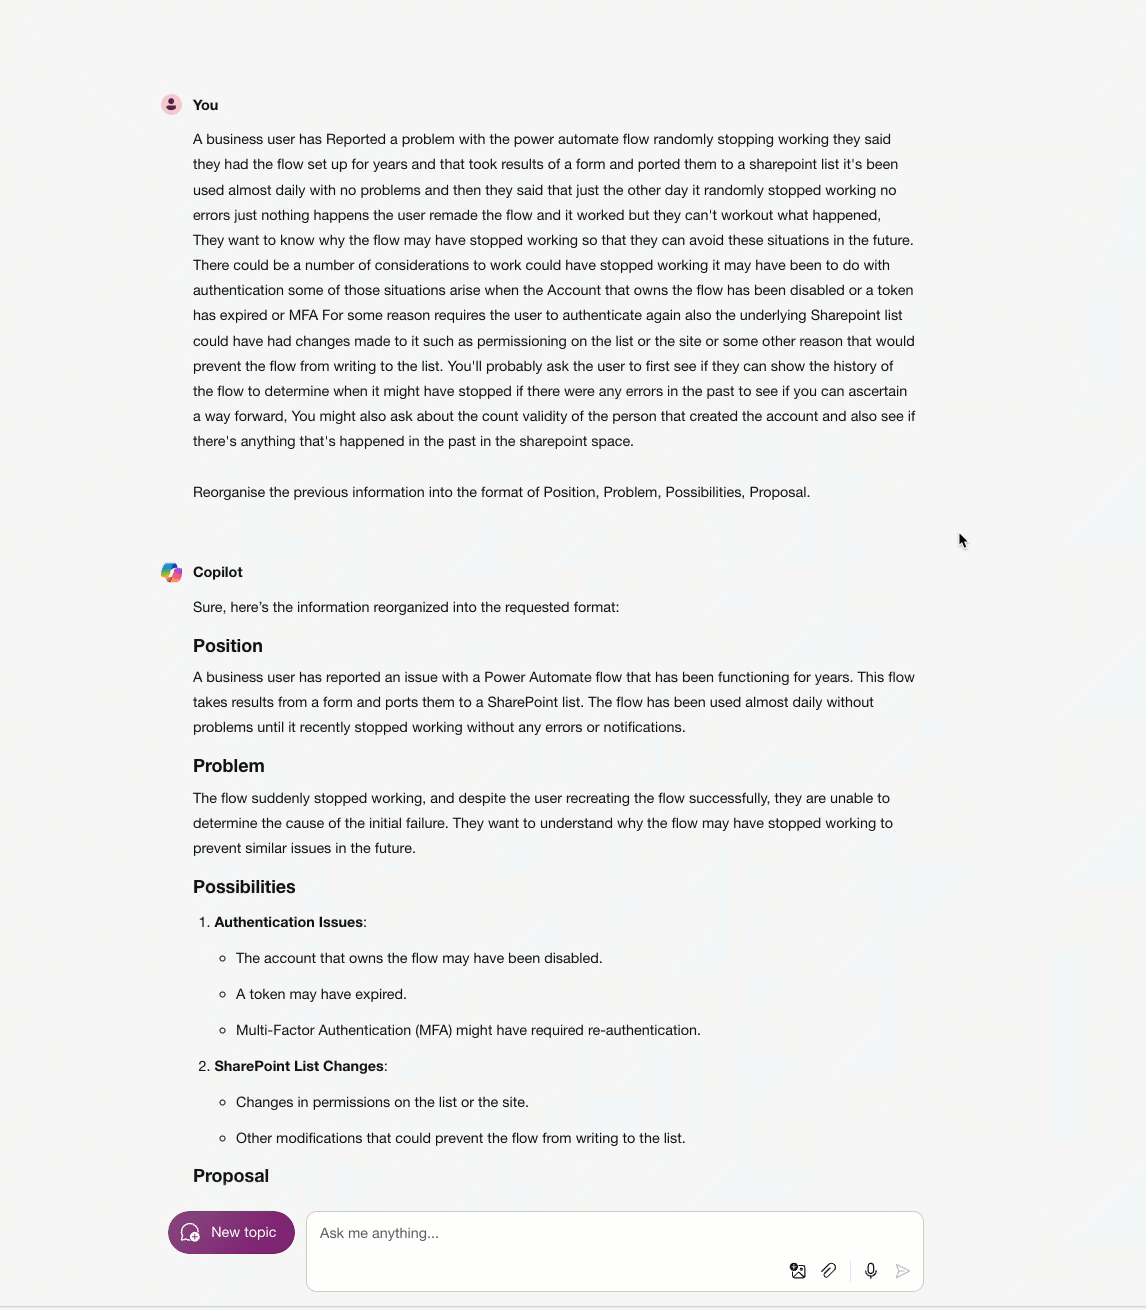 You
A business user has Reported a problem with the power automate flow randomly stopping working they said
they had the flow set up for years and that took results of a form and ported them to a sharepoint list it's been
used almost daily with no problems and then they said that just the other day it randomly stopped working no
errors just nothing happens the user remade the flow and it worked but they can't workout what happened,
They want to know why the flow may have stopped working so that they can avoid these situations in the future.
There could be a number of considerations to work could have stopped working it may have been to do with
authentication some of those situations arise when the Account that owns the flow has been disabled or a token
has expired or MFA For some reason requires the user to authenticate again also the underlying Sharepoint list
could have had changes made to it such as permissioning on the list or the site or some other reason that would
prevent the flow from writing to the list. You'll probably ask the user to first see if they can show the history of
the flow to determine when it might have stopped if there were any errors in the past to see if you can ascertain
a way forward, You might also ask about the count validity of the person that created the account and also see if
there's anything that's happened in the past in the sharepoint space.
Reorganise the previous information into the format of Position, Problem, Possibilities, Proposal.
Copilot
Sure, here's the information reorganized into the requested format:
Position
A business user has reported an issue with a Power Automate flow that has been functioning for years. This flow
takes results from a form and ports them to a SharePoint list. The flow has been used almost daily without
problems until it recently stopped working without any errors or notifications.
Problem
The flow suddenly stopped working, and despite the user recreating the flow successfully, they are unable to
determine the cause of the initial failure. They want to understand why the flow may have stopped working to
prevent similar issues in the future.
Possibilities
1. Authentication Issues:
The account that owns the flow may have been disabled.
A token may have expired.
Multi-Factor Authentication (MFA) might have required re-authentication.
2. SharePoint List Changes:
Changes in permissions on the list or the site.
Other modifications that could prevent the flow from writing to the list.
Proposal
New topic
Ask me anything...